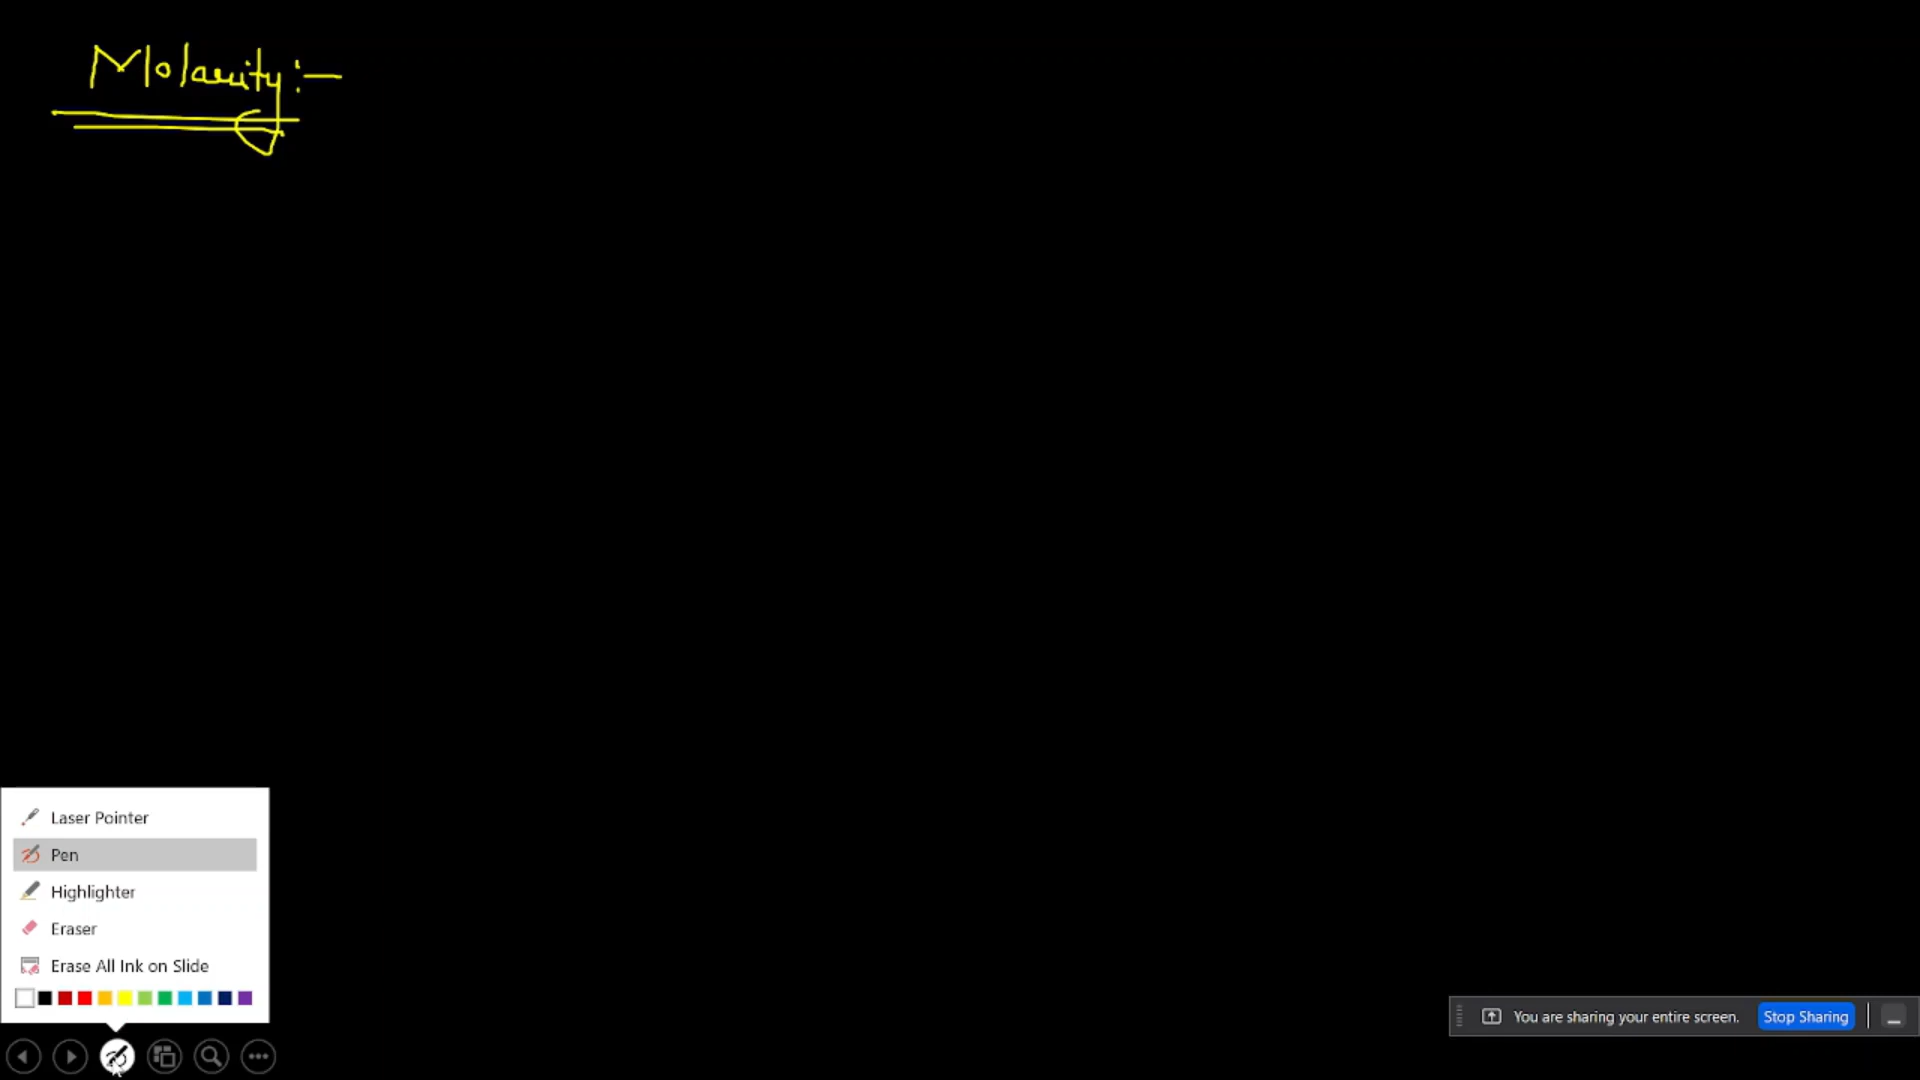 Molarity:-
Laser Pointer
Pen
Highlighter
Eraser
Erase All Ink on Slide
You are sharing your entire screen. Stop Sharing